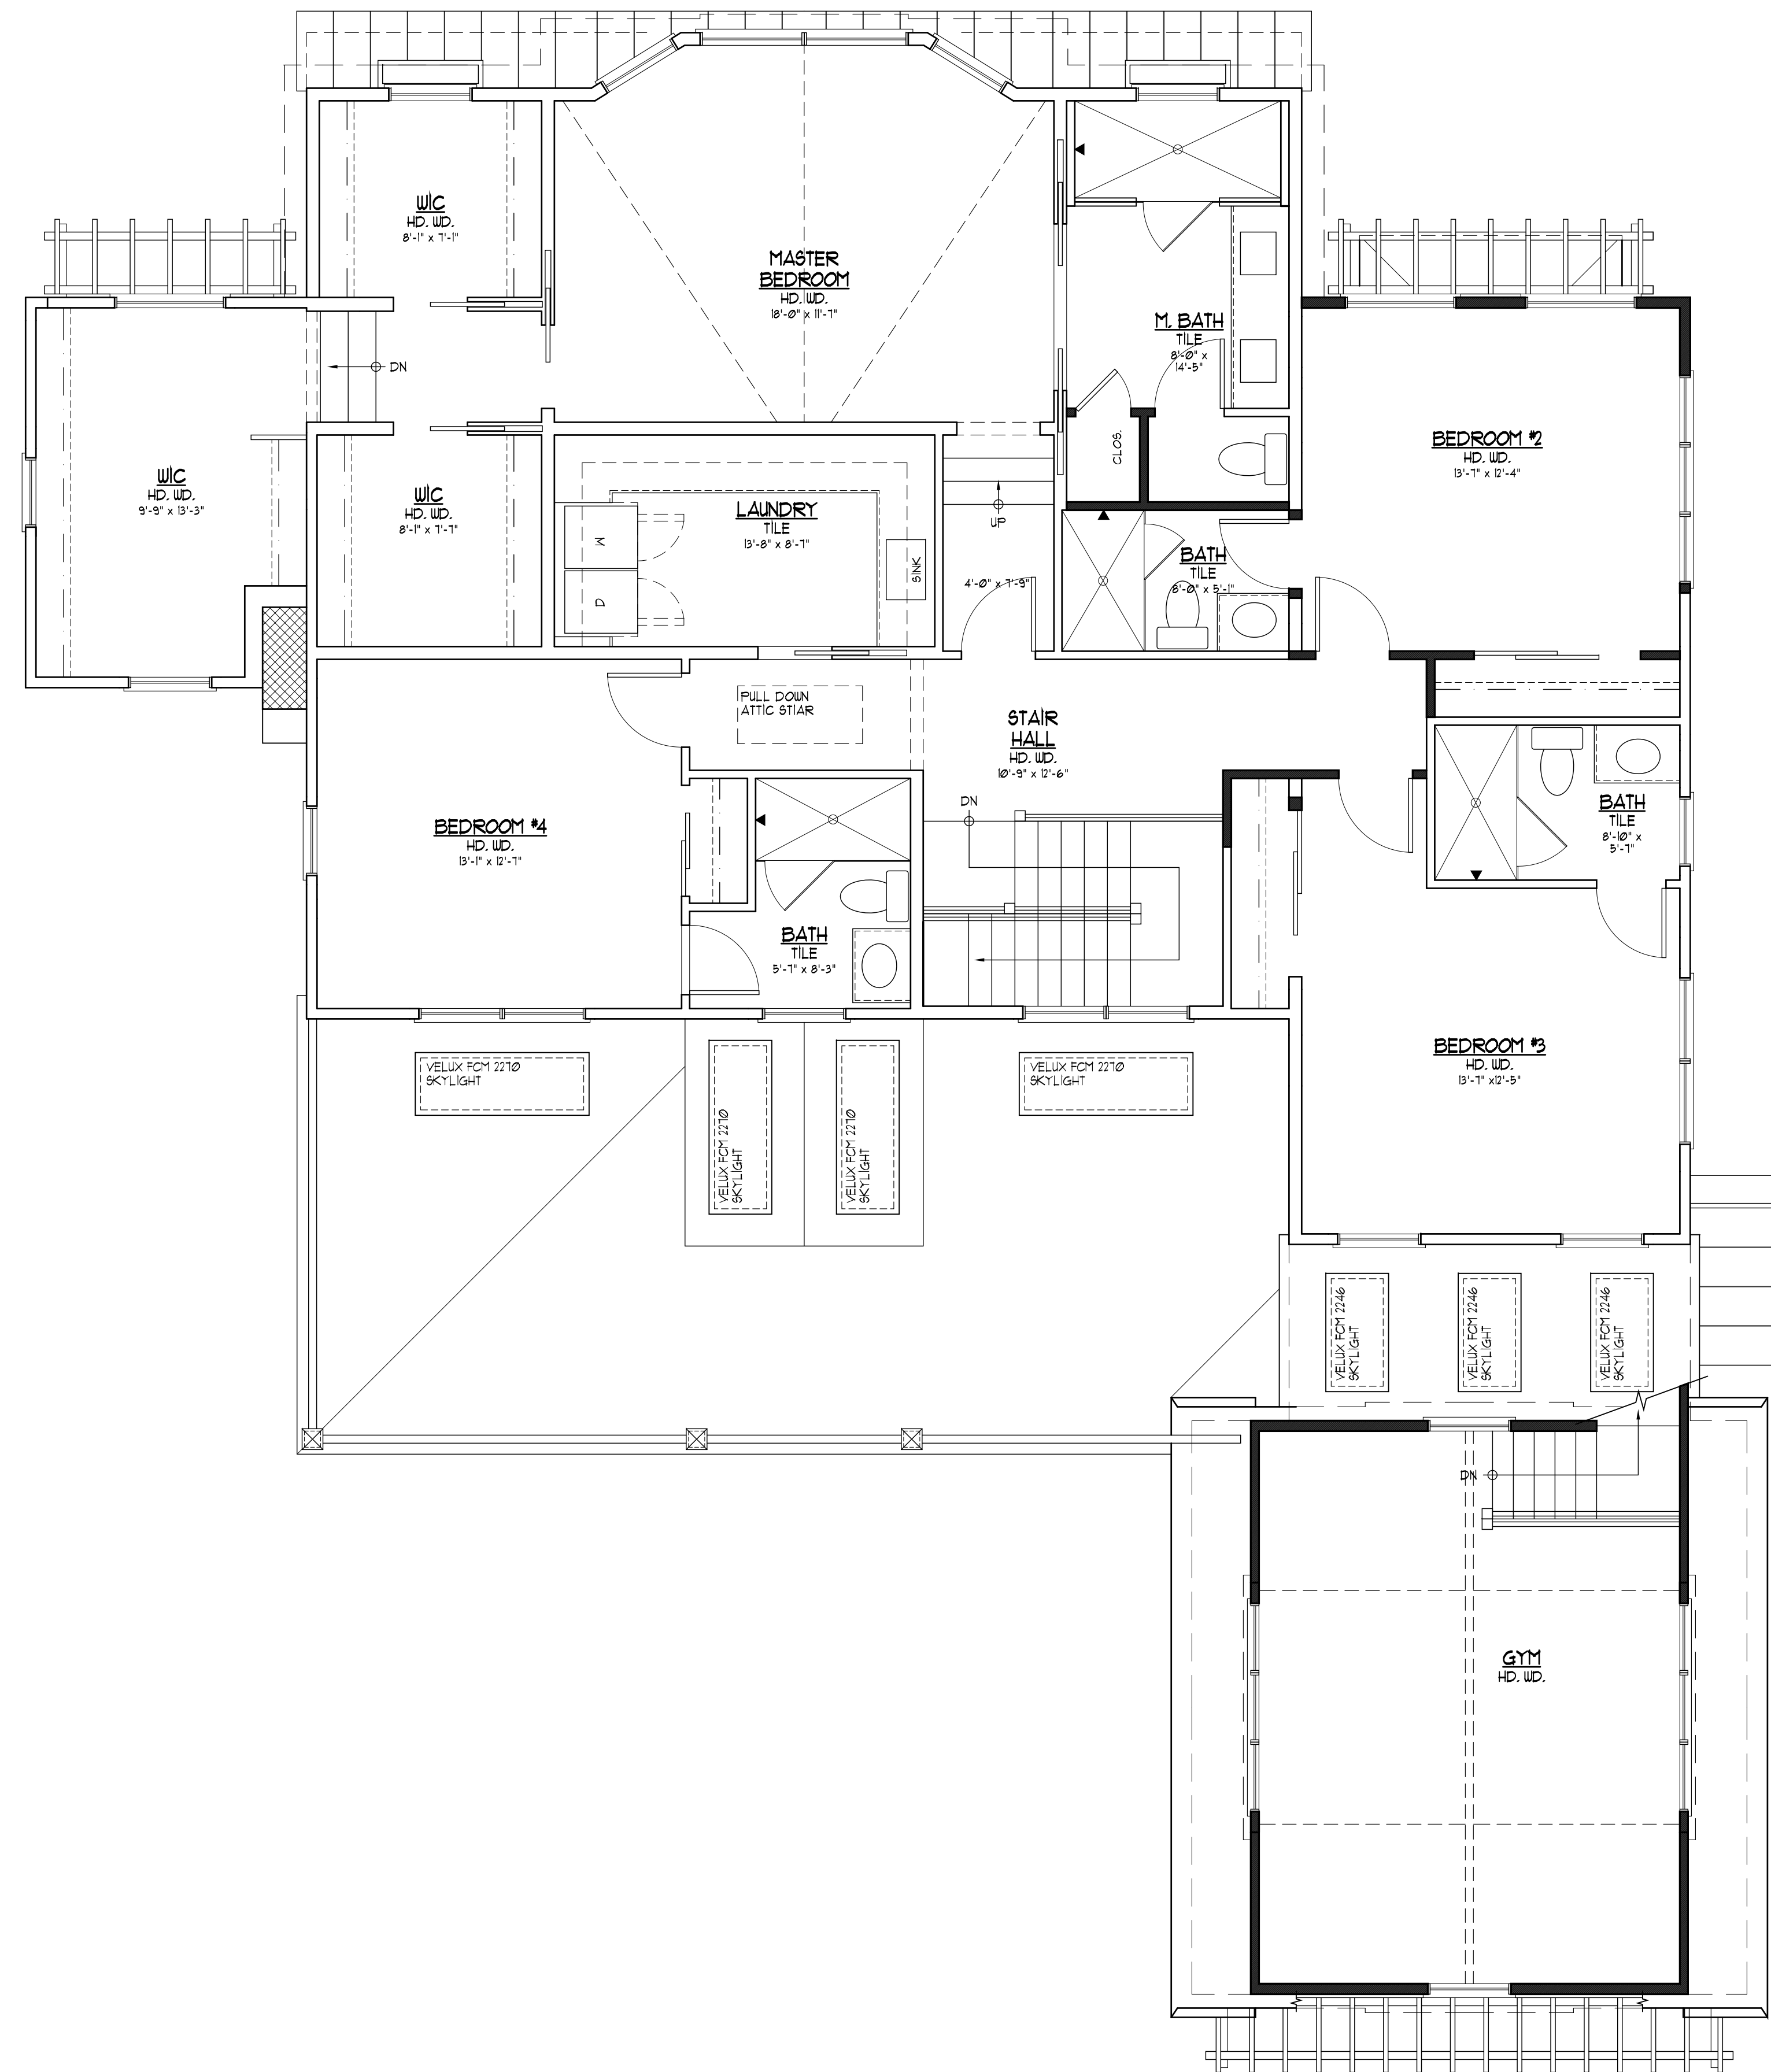 WIC
HD. WD.
8'-1" x 7'-1"
MASTER
BEDROOM
HD. WD.
18'-0" x 11'-7"
M. BATH
TILE
8'-0" x
14'-5"
DN
BEDROOM #2
HD. WD.
13'-7" x 12'-4"
CLOS.
WIC
HD. WD.
9'-9" x 13'-3"
WIC
HD. WD.
8'-1" x 7'-7"
LAUNDRY
TILE
13'-8" x 8'-7"
W
D
SINK
UP
4'-0" x 7'-9"
BATH
TILE
8'-0" x 5'-1"
PULL DOWN
ATTIC STIAR
STAIR
HALL
HD. WD.
10'-9" x 12'-6"
DN
BATH
TILE
8'-10" x
5'-7"
BEDROOM #4
HD. WD.
13'-1" x 12'-7"
BATH
TILE
5'-7" x 8'-3"
BEDROOM #3
HD. WD.
13'-7" x12'-5"
VELUX FCM 2270
SKYLIGHT
VELUX FCM 2270
SKYLIGHT
VELUX FCM 2270
SKYLIGHT
VELUX FCM 2270
SKYLIGHT
VELUX FCM 2246
SKYLIGHT
VELUX FCM 2246
SKYLIGHT
VELUX FCM 2246
SKYLIGHT
DN
GYM
HD. WD.